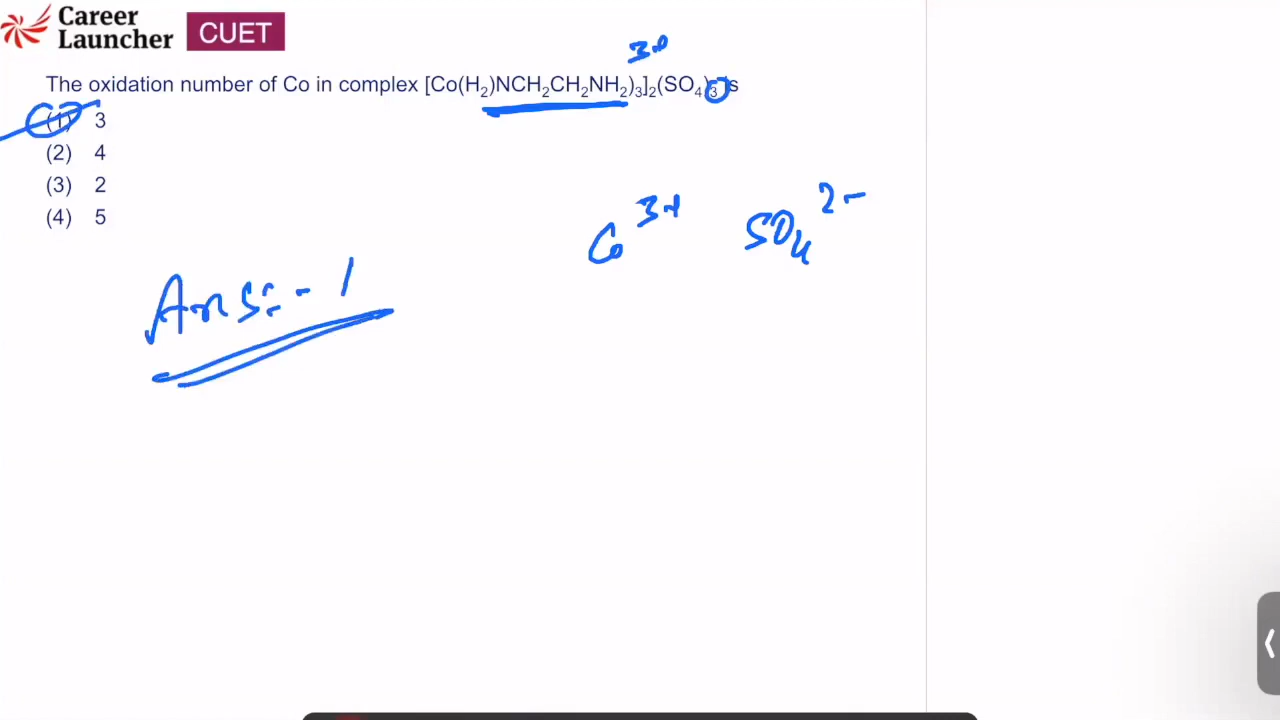 Career
Launcher
CUET
3+
The oxidation number of Co in complex [Co(H₂)NCH₂CH₂NH₂)₃]₂(SO₄)₃ is
(1) 3
(2) 4
(3) 2
(4) 5
Co³⁺ SO₄²⁻
Ans:- 1